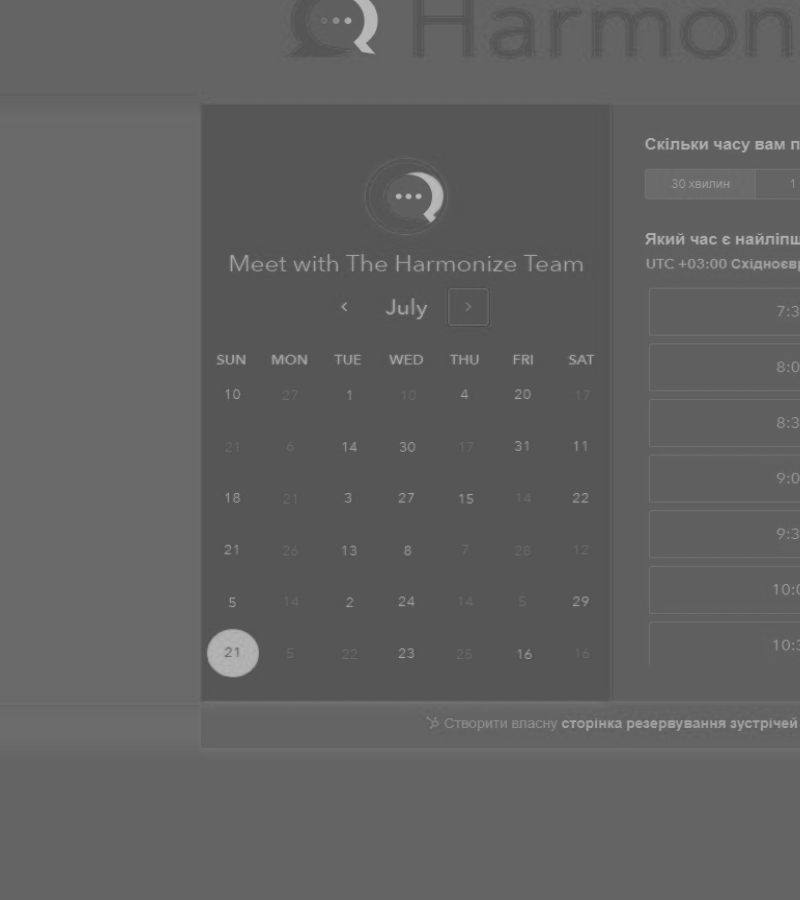 Harmon
Meet with The Harmonize Team
July
SUN MON TUE WED THU FRI SAT
10 27 1 10 4 20 17
21 6 14 30 17 31 11
18 21 3 27 15 14 22
21 26 13 8 7 28 12
5 14 2 24 14 5 29
21 5 22 23 25 16 16
Скільки часу вам п
30 хвилин 1
Який час є найліпш
UTC +03:00 Східноєвр
7:3
8:0
8:3
9:0
9:3
10:0
10:3
Створити власну сторінка резервування зустрічей